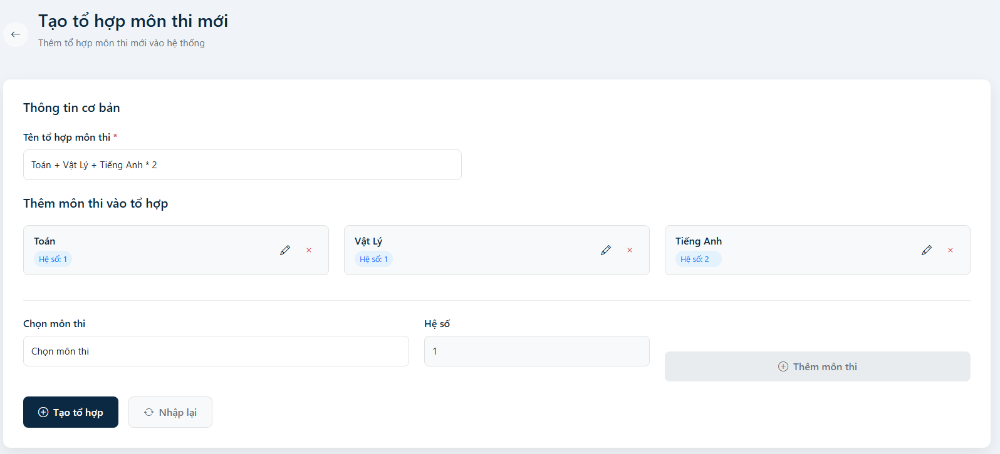 Tạo tổ hợp môn thi mới
Thêm tổ hợp môn thi mới vào hệ thống
Thông tin cơ bản
Tên tổ hợp môn thi *
Toán + Vật Lý + Tiếng Anh * 2
Thêm môn thi vào tổ hợp
Toán
Hệ số: 1
Vật Lý
Hệ số: 1
Tiếng Anh
Hệ số: 2
Chọn môn thi
Chọn môn thi
Hệ số
1
Thêm môn thi
Tạo tổ hợp
Nhập lại